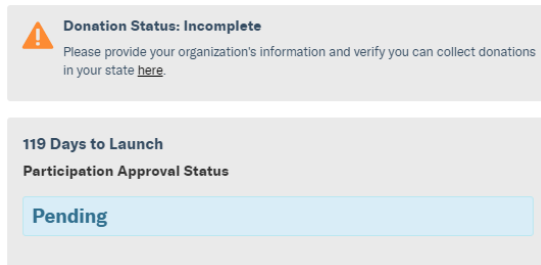 Donation Status: Incomplete
Please provide your organization's information and verify you can collect donations
in your state here.
119 Days to Launch
Participation Approval Status
Pending